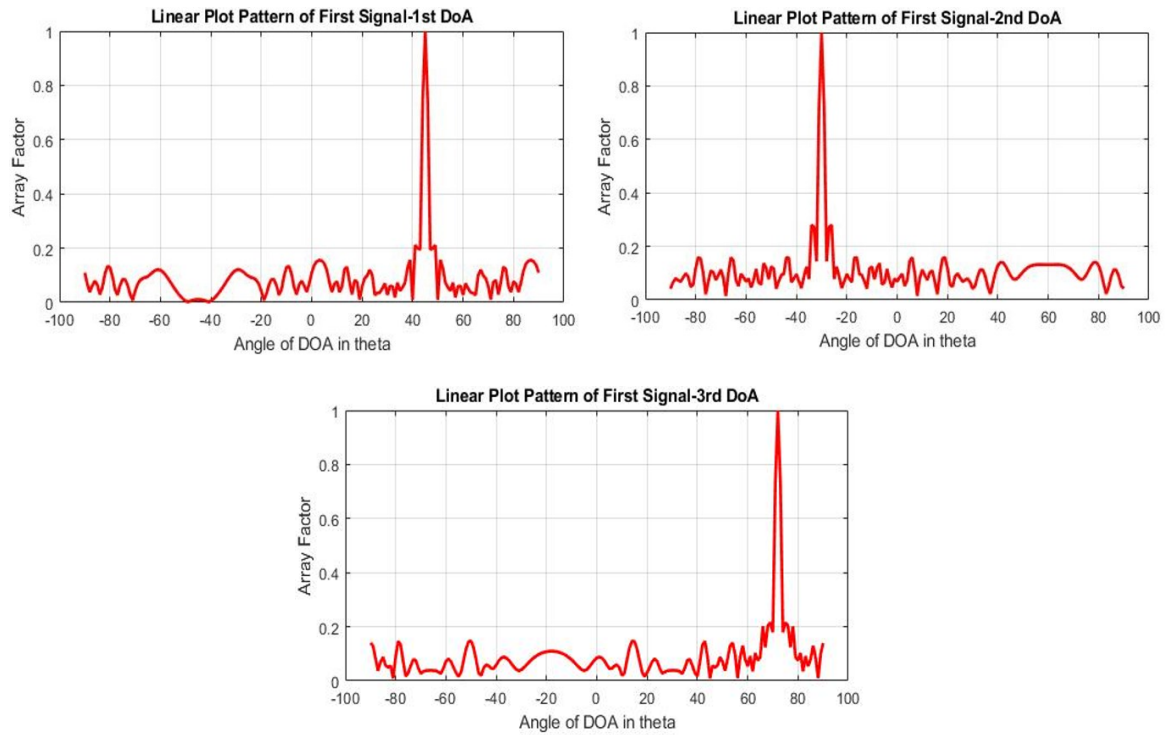 Linear Plot Pattern of First Signal-1st DoA
1
0.8
0.6
0.4
0.2
0
Array Factor
-100 -80 -60 -40 -20 0 20 40 60 80 100
Angle of DOA in theta
Linear Plot Pattern of First Signal-2nd DoA
1
0.8
0.6
0.4
0.2
0
Array Factor
-100 -80 -60 -40 -20 0 20 40 60 80 100
Angle of DOA in theta
Linear Plot Pattern of First Signal-3rd DoA
1
0.8
0.6
0.4
0.2
0
Array Factor
-100 -80 -60 -40 -20 0 20 40 60 80 100
Angle of DOA in theta